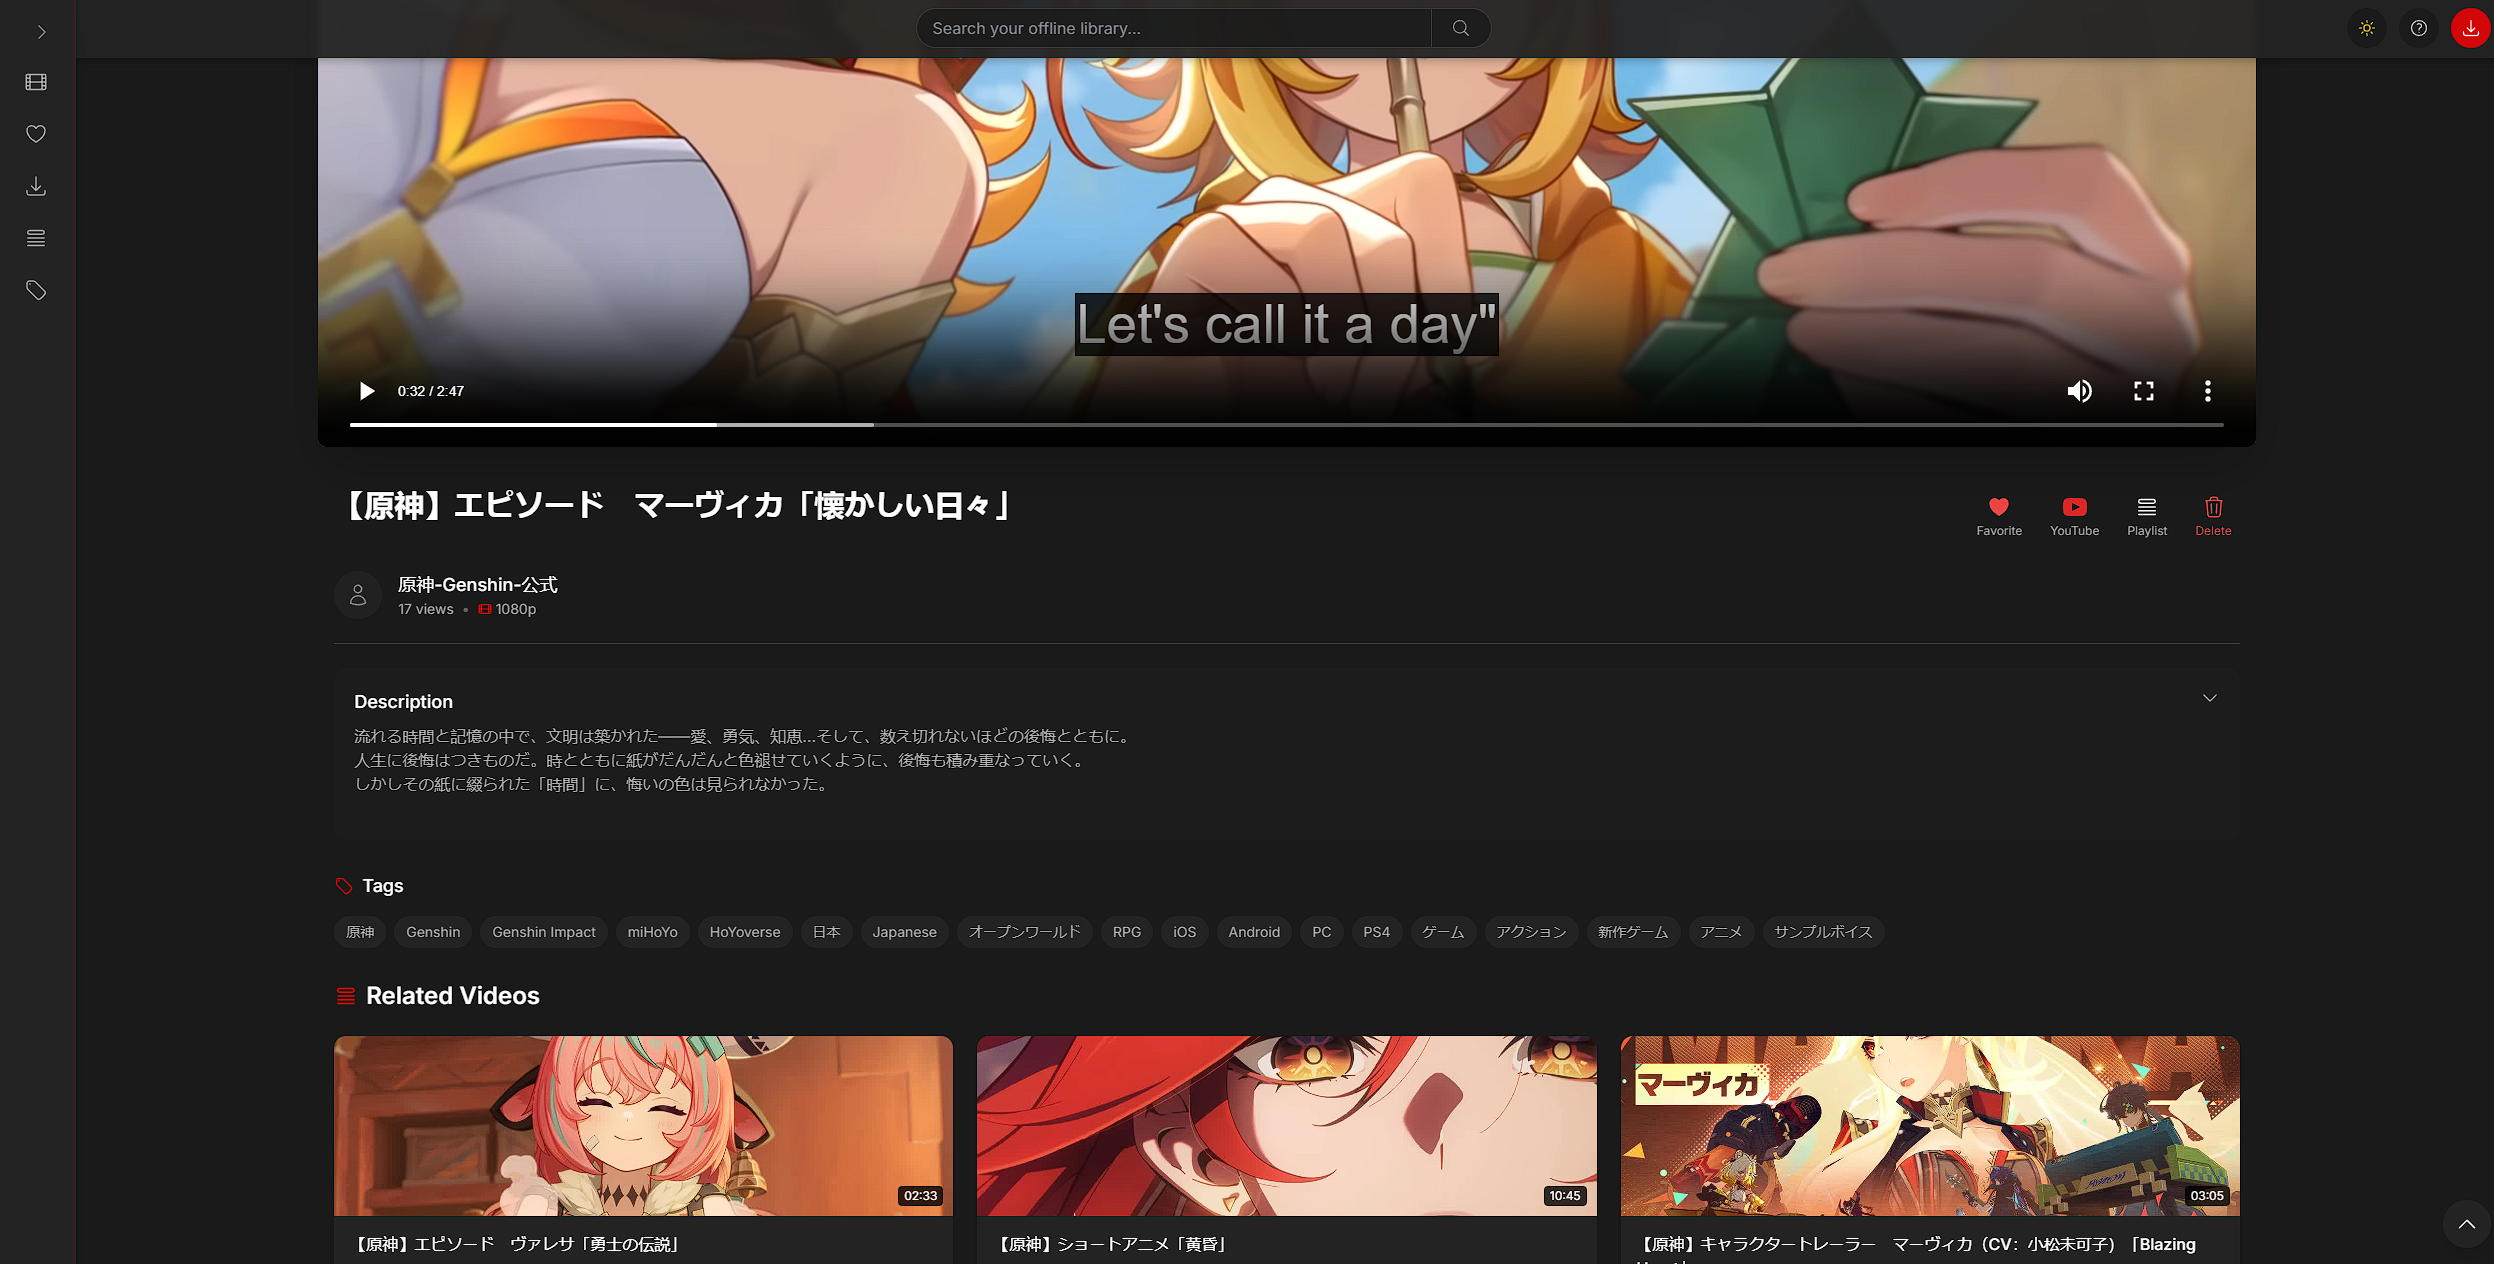 Search your offline library...
Let's call it a day"
0:32 / 2:47
【原神】エピソード　マーヴィカ「懐かしい日々」
Favorite
YouTube
Playlist
Delete
原神-Genshin-公式
17 views • 1080p
Description
流れる時間と記憶の中で、文明は築かれた——愛、勇気、知恵...そして、数え切れないほどの後悔とともに。
人生に後悔はつきものだ。時とともに紙がだんだんと色褪せていくように、後悔も積み重なっていく。
しかしその紙に綴られた「時間」に、悔いの色は見られなかった。
Tags
原神 Genshin Genshin Impact miHoYo HoYoverse 日本 Japanese オープンワールド RPG iOS Android PC PS4 ゲーム アクション 新作ゲーム アニメ サンプルボイス
Related Videos
マーヴィカ
02:33
10:45
03:05
【原神】エピソード　ヴァレサ「勇士の伝説」
【原神】ショートアニメ「黄昏」
【原神】キャラクタートレーラー　マーヴィカ（CV：小松未可子）「Blazing